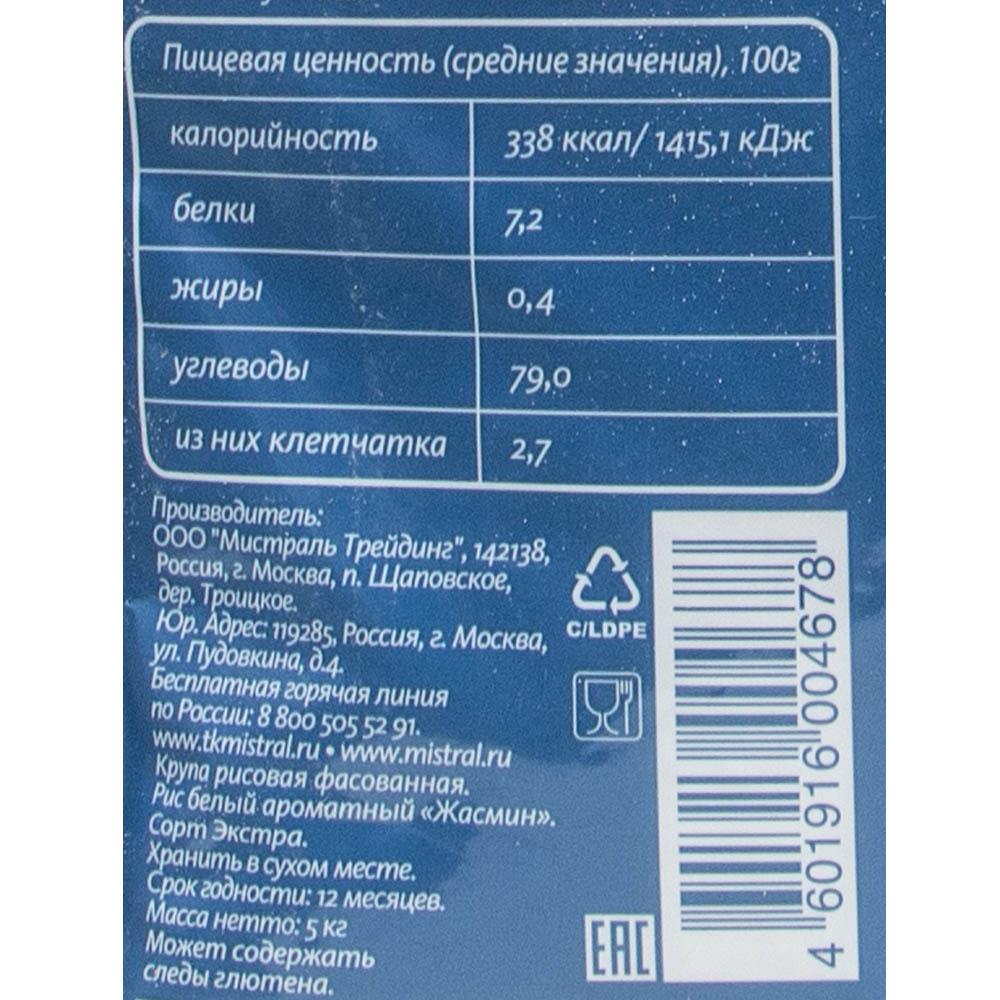 Пищевая ценность (средние значения), 100г
калорийность 338 ккал/ 1415,1 кДж
белки 7,2
жиры 0,4
углеводы 79,0
из них клетчатка 2,7
Производитель:
ООО "Мистраль Трейдинг", 142138,
Россия, г. Москва, п. Щаповское,
дер. Троицкое.
Юр. Адрес: 119285, Россия, г. Москва,
ул. Пудовкина, д.4.
Бесплатная горячая линия
по России: 8 800 505 52 91.
www.tkmistral.ru • www.mistral.ru
Крупа рисовая фасованная.
Рис белый ароматный «Жасмин».
Сорт Экстра.
Хранить в сухом месте.
Срок годности: 12 месяцев.
Масса нетто: 5 кг
Может содержать
следы глютена.
C/LDPE
EAC
4 601916 004678